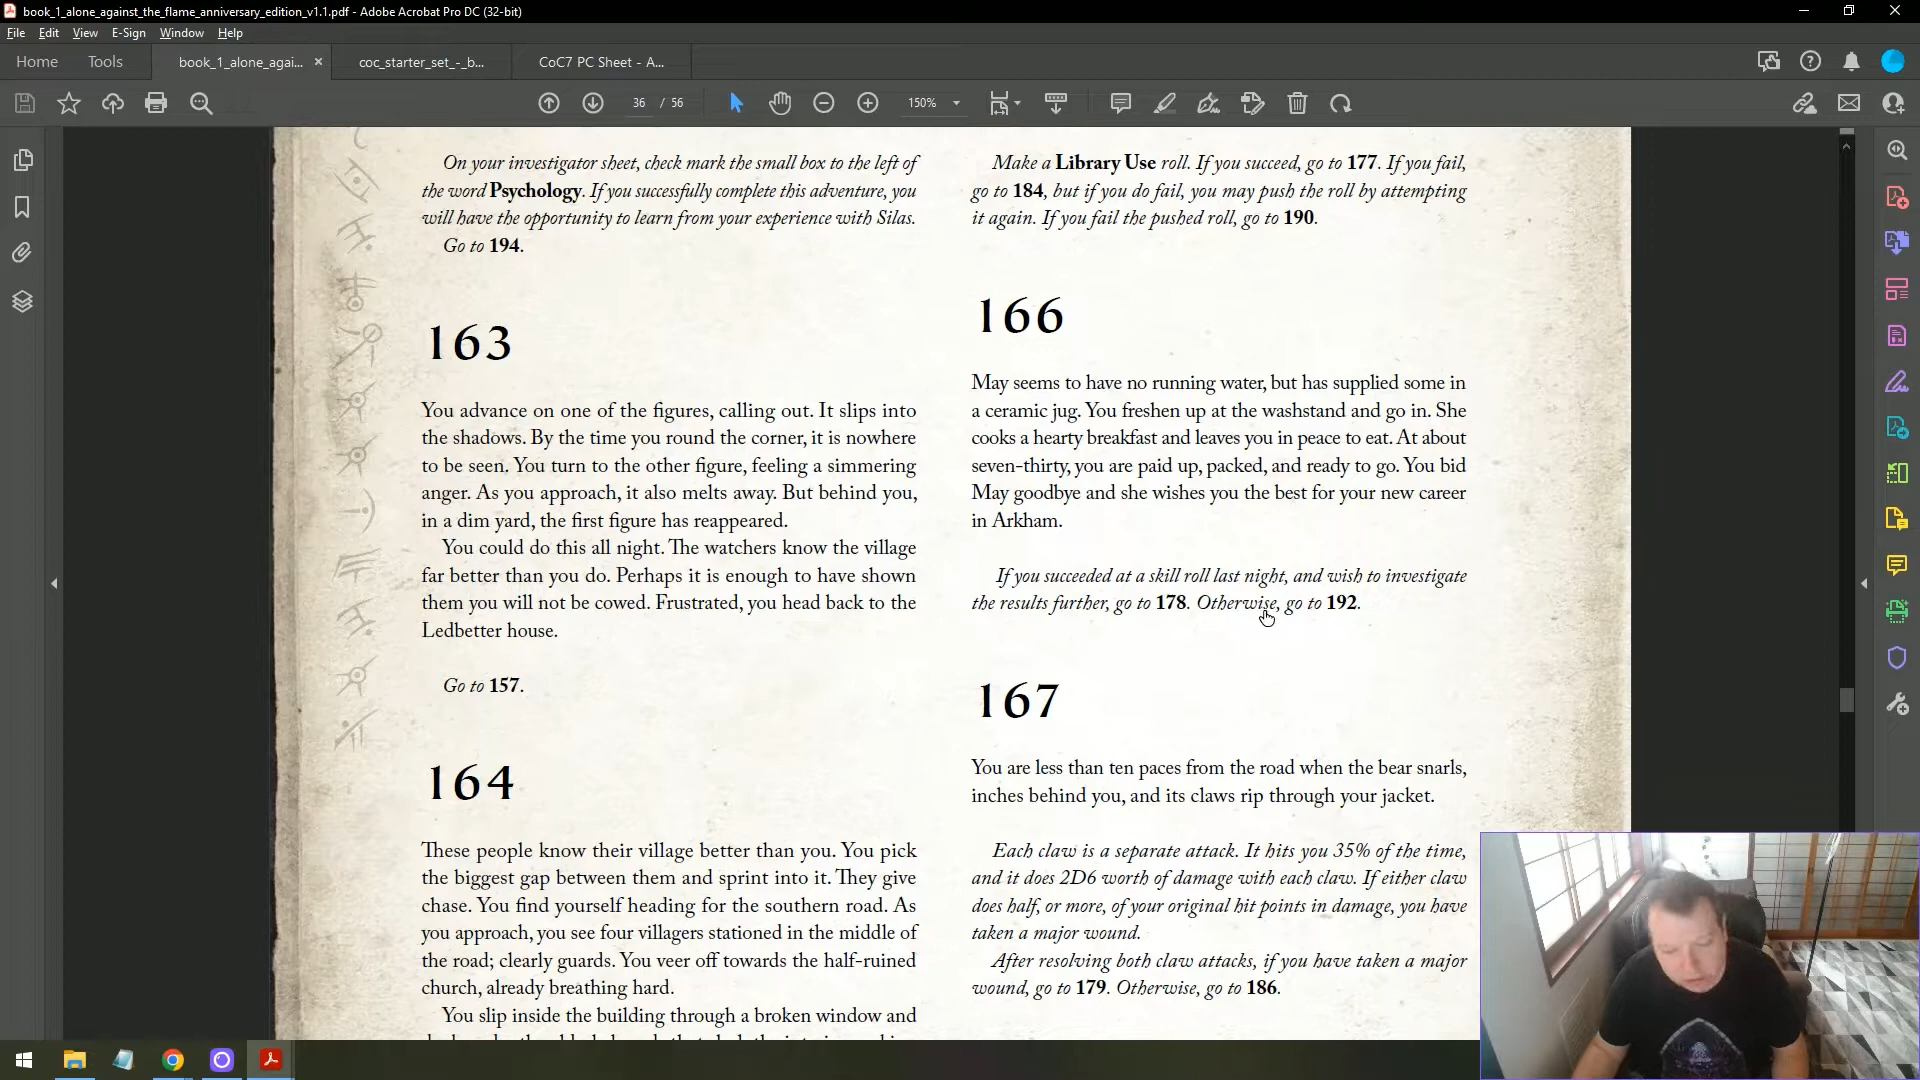 book_1_alone_against_the_flame_anniversary_edition_v1.1.pdf - Adobe Acrobat Pro DC (32-bit)
File Edit View E-Sign Window Help
Home Tools book_1_alone_agai... coc_starter_set_-_b... CoC7 PC Sheet - A...
36 / 56 150%
On your investigator sheet, check mark the small box to the left of
the word Psychology. If you successfully complete this adventure, you
will have the opportunity to learn from your experience with Silas.
Go to 194.
163
You advance on one of the figures, calling out. It slips into
the shadows. By the time you round the corner, it is nowhere
to be seen. You turn to the other figure, feeling a simmering
anger. As you approach, it also melts away. But behind you,
in a dim yard, the first figure has reappeared.
You could do this all night. The watchers know the village
far better than you do. Perhaps it is enough to have shown
them you will not be cowed. Frustrated, you head back to the
Ledbetter house.
Go to 157.
164
These people know their village better than you. You pick
the biggest gap between them and sprint into it. They give
chase. You find yourself heading for the southern road. As
you approach, you see four villagers stationed in the middle of
the road; clearly guards. You veer off towards the half-ruined
church, already breathing hard.
You slip inside the building through a broken window and
Make a Library Use roll. If you succeed, go to 177. If you fail,
go to 184, but if you do fail, you may push the roll by attempting
it again. If you fail the pushed roll, go to 190.
166
May seems to have no running water, but has supplied some in
a ceramic jug. You freshen up at the washstand and go in. She
cooks a hearty breakfast and leaves you in peace to eat. At about
seven-thirty, you are paid up, packed, and ready to go. You bid
May goodbye and she wishes you the best for your new career
in Arkham.
If you succeeded at a skill roll last night, and wish to investigate
the results further, go to 178. Otherwise, go to 192.
167
You are less than ten paces from the road when the bear snarls,
inches behind you, and its claws rip through your jacket.
Each claw is a separate attack. It hits you 35% of the time,
and it does 2D6 worth of damage with each claw. If either claw
does half, or more, of your original hit points in damage, you have
taken a major wound.
After resolving both claw attacks, if you have taken a major
wound, go to 179. Otherwise, go to 186.